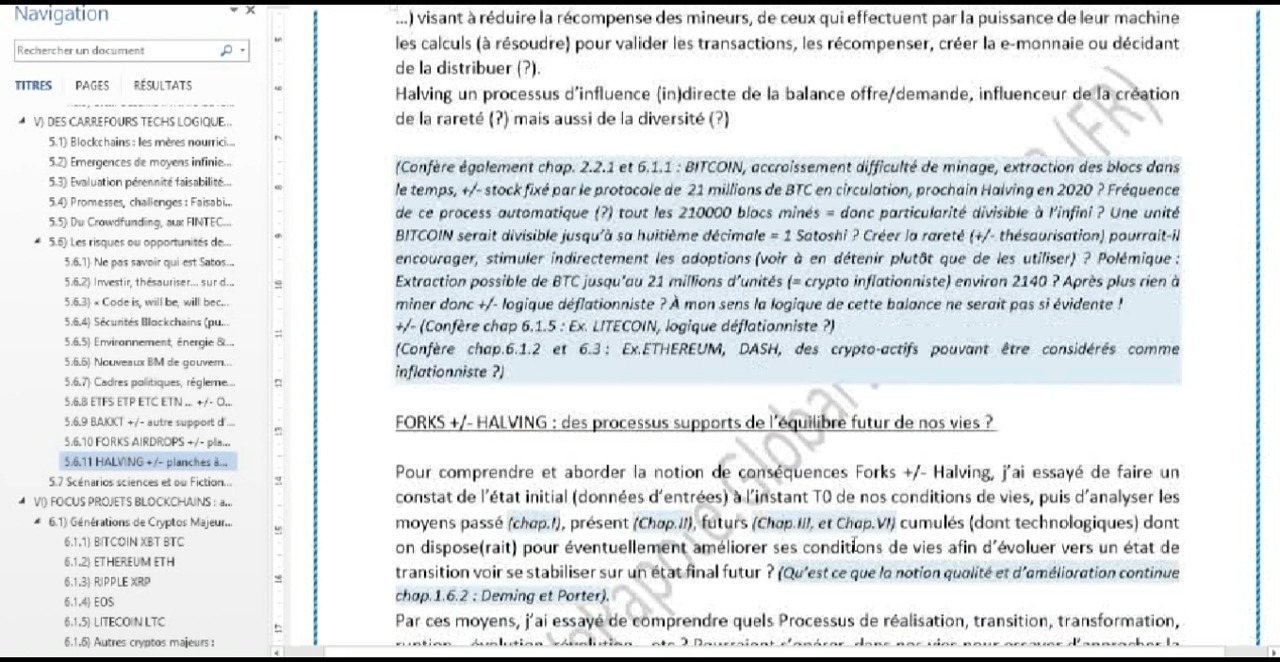 Navigation
Rechercher un document
TITRES PAGES RÉSULTATS
V) DES CARREFOURS TECHS LOGIQUE...
5.1) Blockchains : les mères nourrici...
5.2) Emergences de moyens infinie...
5.3) Evaluation pérennité faisabilité...
5.4) Promesses, challenges : Faisabi...
5.5) Du Crowdfunding, aux FINTEC...
5.6) Les risques ou opportunités de...
5.6.1) Ne pas savoir qui est Satos...
5.6.2) Investir, thésauriser... sur d...
5.6.3) « Code is, will be, will bec...
5.6.4) Sécurités Blockchains (pu...
5.6.5) Environnement, énergie &...
5.6.6) Nouveaux BM de gouvern...
5.6.7) Cadres politiques, régleme...
5.6.8 ETFS ETP ETC ETN ... +/- O...
5.6.9 BAKKT +/- autre support d'...
5.6.10 FORKS AIRDROPS +/- pla...
5.6.11 HALVING +/- planches à...
5.7 Scénarios sciences et ou Fiction...
VI) FOCUS PROJETS BLOCKCHAINS : a...
6.1) Générations de Cryptos Majeur...
6.1.1) BITCOIN XBT BTC
6.1.2) ETHEREUM ETH
6.1.3) RIPPLE XRP
6.1.4) EOS
6.1.5) LITECOIN LTC
6.1.6) Autres cryptos majeurs :
...) visant à réduire la récompense des mineurs, de ceux qui effectuent par la puissance de leur machine
les calculs (à résoudre) pour valider les transactions, les récompenser, créer la e-monnaie ou décidant
de la distribuer (?).
Halving un processus d'influence (in)directe de la balance offre/demande, influenceur de la création
de la rareté (?) mais aussi de la diversité (?)
(Confère également chap. 2.2.1 et 6.1.1 : BITCOIN, accroissement difficulté de minage, extraction des blocs dans
le temps, +/- stock fixé par le protocole de 21 millions de BTC en circulation, prochain Halving en 2020 ? Fréquence
de ce process automatique (?) tout les 210000 blocs minés = donc particularité divisible à l'infini ? Une unité
BITCOIN serait divisible jusqu'à sa huitième décimale = 1 Satoshi ? Créer la rareté (+/- thésaurisation) pourrait-il
encourager, stimuler indirectement les adoptions (voir à en détenir plutôt que de les utiliser) ? Polémique :
Extraction possible de BTC jusqu'au 21 millions d'unités (= crypto inflationniste) environ 2140 ? Après plus rien à
miner donc +/- logique déflationniste ? À mon sens la logique de cette balance ne serait pas si évidente !
+/- (Confère chap 6.1.5 : Ex. LITECOIN, logique déflationniste ?)
(Confère chap.6.1.2 et 6.3 : Ex.ETHEREUM, DASH, des crypto-actifs pouvant être considérés comme
inflationniste ?)
FORKS +/- HALVING : des processus supports de l'équilibre futur de nos vies ?
Pour comprendre et aborder la notion de conséquences Forks +/- Halving, j'ai essayé de faire un
constat de l'état initial (données d'entrées) à l'instant T0 de nos conditions de vies, puis d'analyser les
moyens passé (chap.I), présent (Chap.II), futurs (Chap.III, et Chap.VI) cumulés (dont technologiques) dont
on dispose(rait) pour éventuellement améliorer ses conditions de vies afin d'évoluer vers un état de
transition voir se stabiliser sur un état final futur ? (Qu'est ce que la notion qualité et d'amélioration continue
chap.1.6.2 : Deming et Porter).
Par ces moyens, j'ai essayé de comprendre quels Processus de réalisation, transition, transformation,